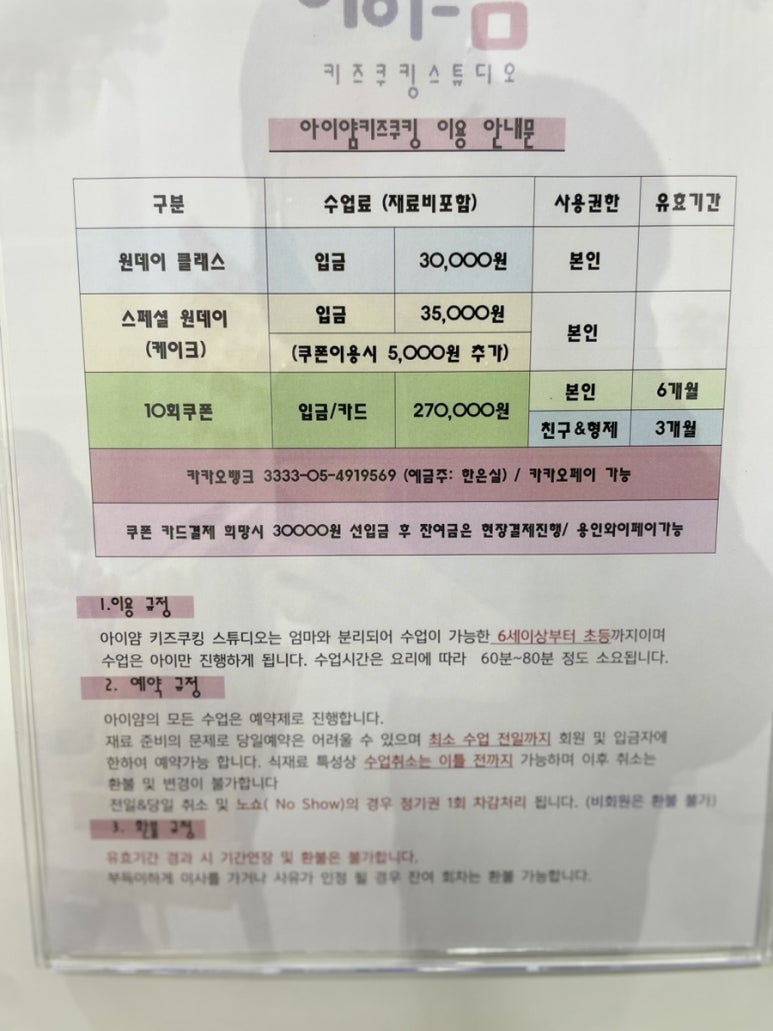 키즈쿠킹스튜디오
아이얌키즈쿠킹 이용 안내문
구분 수업료 (재료비포함) 사용권한 유효기간
원데이 클래스 입금 30,000원 본인
스페셜 원데이 입금 35,000원 본인
(케이크) (쿠폰이용시 5,000원 추가)
10회쿠폰 입금/카드 270,000원 본인 6개월
친구&형제 3개월
카카오뱅크 3333-05-4919569 (예금주: 한은실) / 카카오페이 가능
쿠폰 카드결제 희망시 30000원 선입금 후 잔여금은 현장결제진행/ 용인와이페이가능
1.이용 규정
아이얌 키즈쿠킹 스튜디오는 엄마와 분리되어 수업이 가능한 6세이상부터 초등까지이며
수업은 아이만 진행하게 됩니다. 수업시간은 요리에 따라 60분~80분 정도 소요됩니다.
2. 예약 규정
아이얌의 모든 수업은 예약제로 진행합니다.
재료 준비의 문제로 당일예약은 어려울 수 있으며 최소 수업 전일까지 회원 및 입금자에
한하여 예약가능 합니다. 식재료 특성상 수업취소는 이틀 전까지 가능하며 이후 취소는
환불 및 변경이 불가합니다
전일&당일 취소 및 노쇼( No Show)의 경우 정기권 1회 차감처리 됩니다. (비회원은 환불 불가)
3. 환불 규정
유효기간 경과 시 기간연장 및 환불은 불가합니다.
부득이하게 이사를 가거나 사유가 인정 될 경우 잔여 회차는 환불 가능합니다.